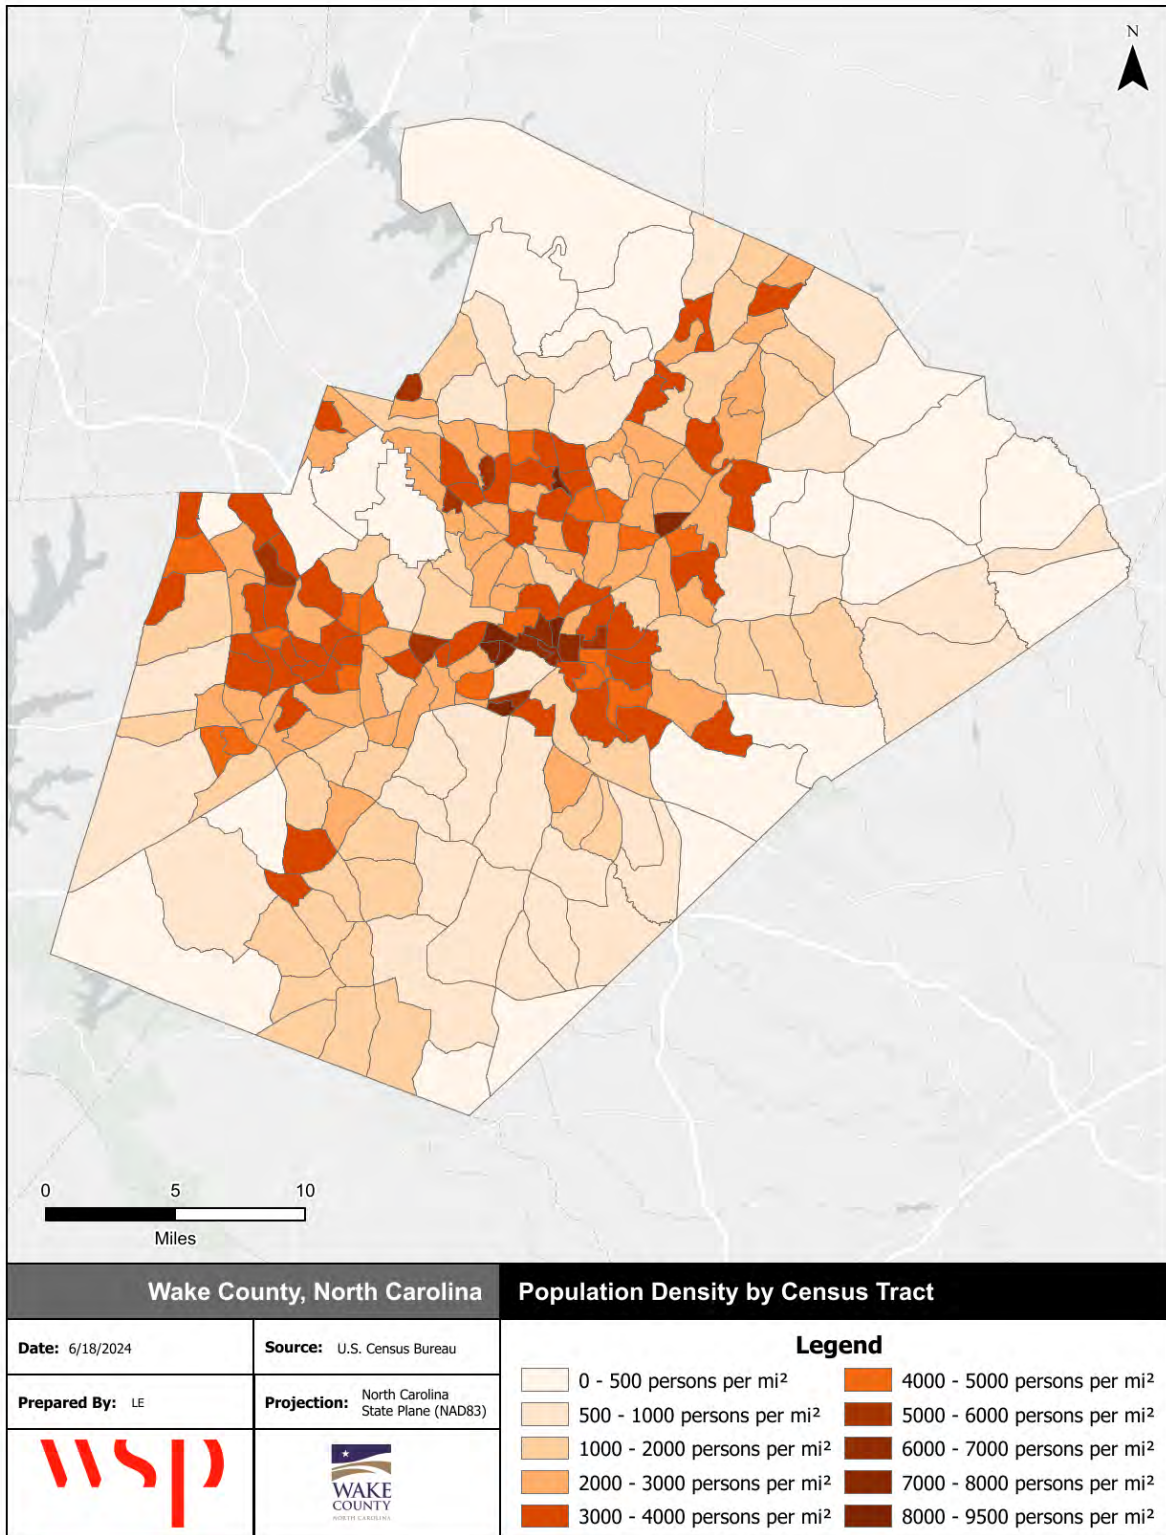 N
0 5 10
Miles
Wake County, North Carolina
Population Density by Census Tract
Date: 6/18/2024
Source: U.S. Census Bureau
Prepared By: LE
Projection: North Carolina
State Plane (NAD83)
wsp
WAKE
COUNTY
NORTH CAROLINA
Legend
0 - 500 persons per mi²
500 - 1000 persons per mi²
1000 - 2000 persons per mi²
2000 - 3000 persons per mi²
3000 - 4000 persons per mi²
4000 - 5000 persons per mi²
5000 - 6000 persons per mi²
6000 - 7000 persons per mi²
7000 - 8000 persons per mi²
8000 - 9500 persons per mi²